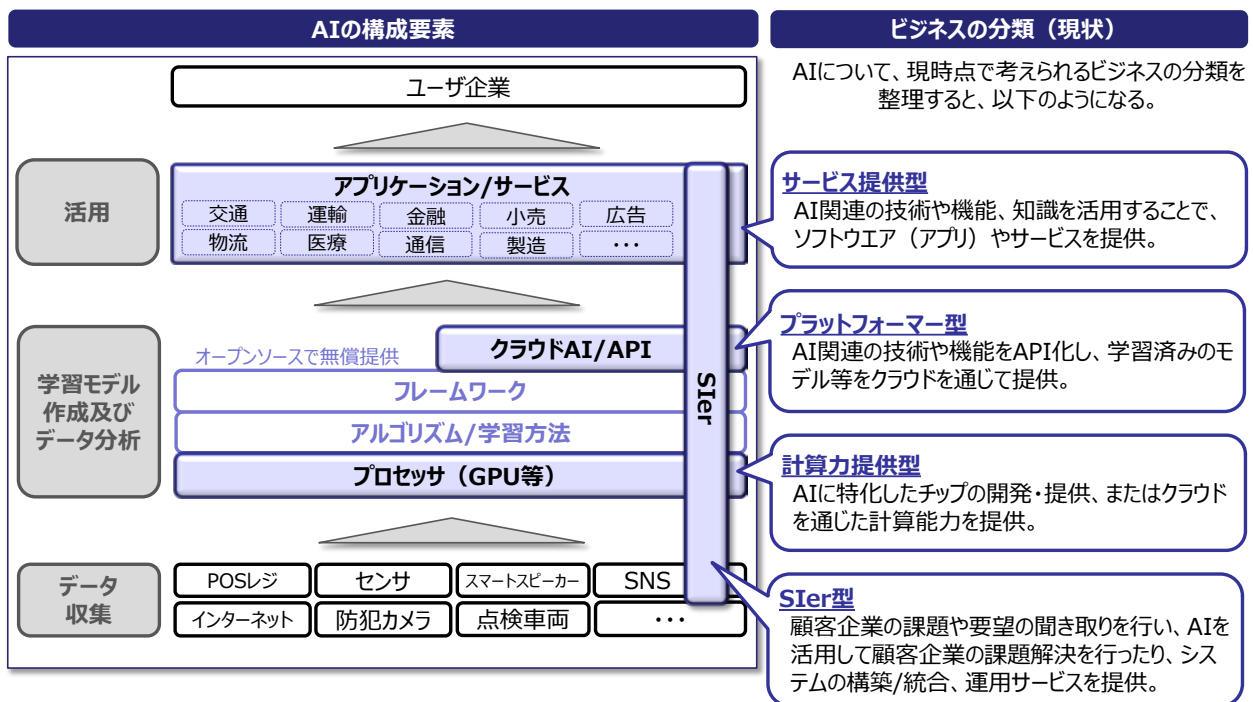 AIの構成要素
ユーザ企業
活用
アプリケーション/サービス
交通
運輸
金融
小売
広告
物流
医療
通信
製造
・・・
学習モデル
作成及び
データ分析
オープンソースで無償提供
クラウドAI/API
フレームワーク
アルゴリズム/学習方法
プロセッサ（GPU等）
SIer
データ
収集
POSレジ
センサ
スマートスピーカー
SNS
インターネット
防犯カメラ
点検車両
・・・
ビジネスの分類（現状）
AIについて、現時点で考えられるビジネスの分類を
整理すると、以下のようになる。
サービス提供型
AI関連の技術や機能、知識を活用することで、
ソフトウエア（アプリ）やサービスを提供。
プラットフォーマー型
AI関連の技術や機能をAPI化し、学習済みのモ
デル等をクラウドを通じて提供。
計算力提供型
AIに特化したチップの開発・提供、またはクラウド
を通じた計算能力を提供。
SIer型
顧客企業の課題や要望の聞き取りを行い、AIを
活用して顧客企業の課題解決を行ったり、シス
テムの構築/統合、運用サービスを提供。